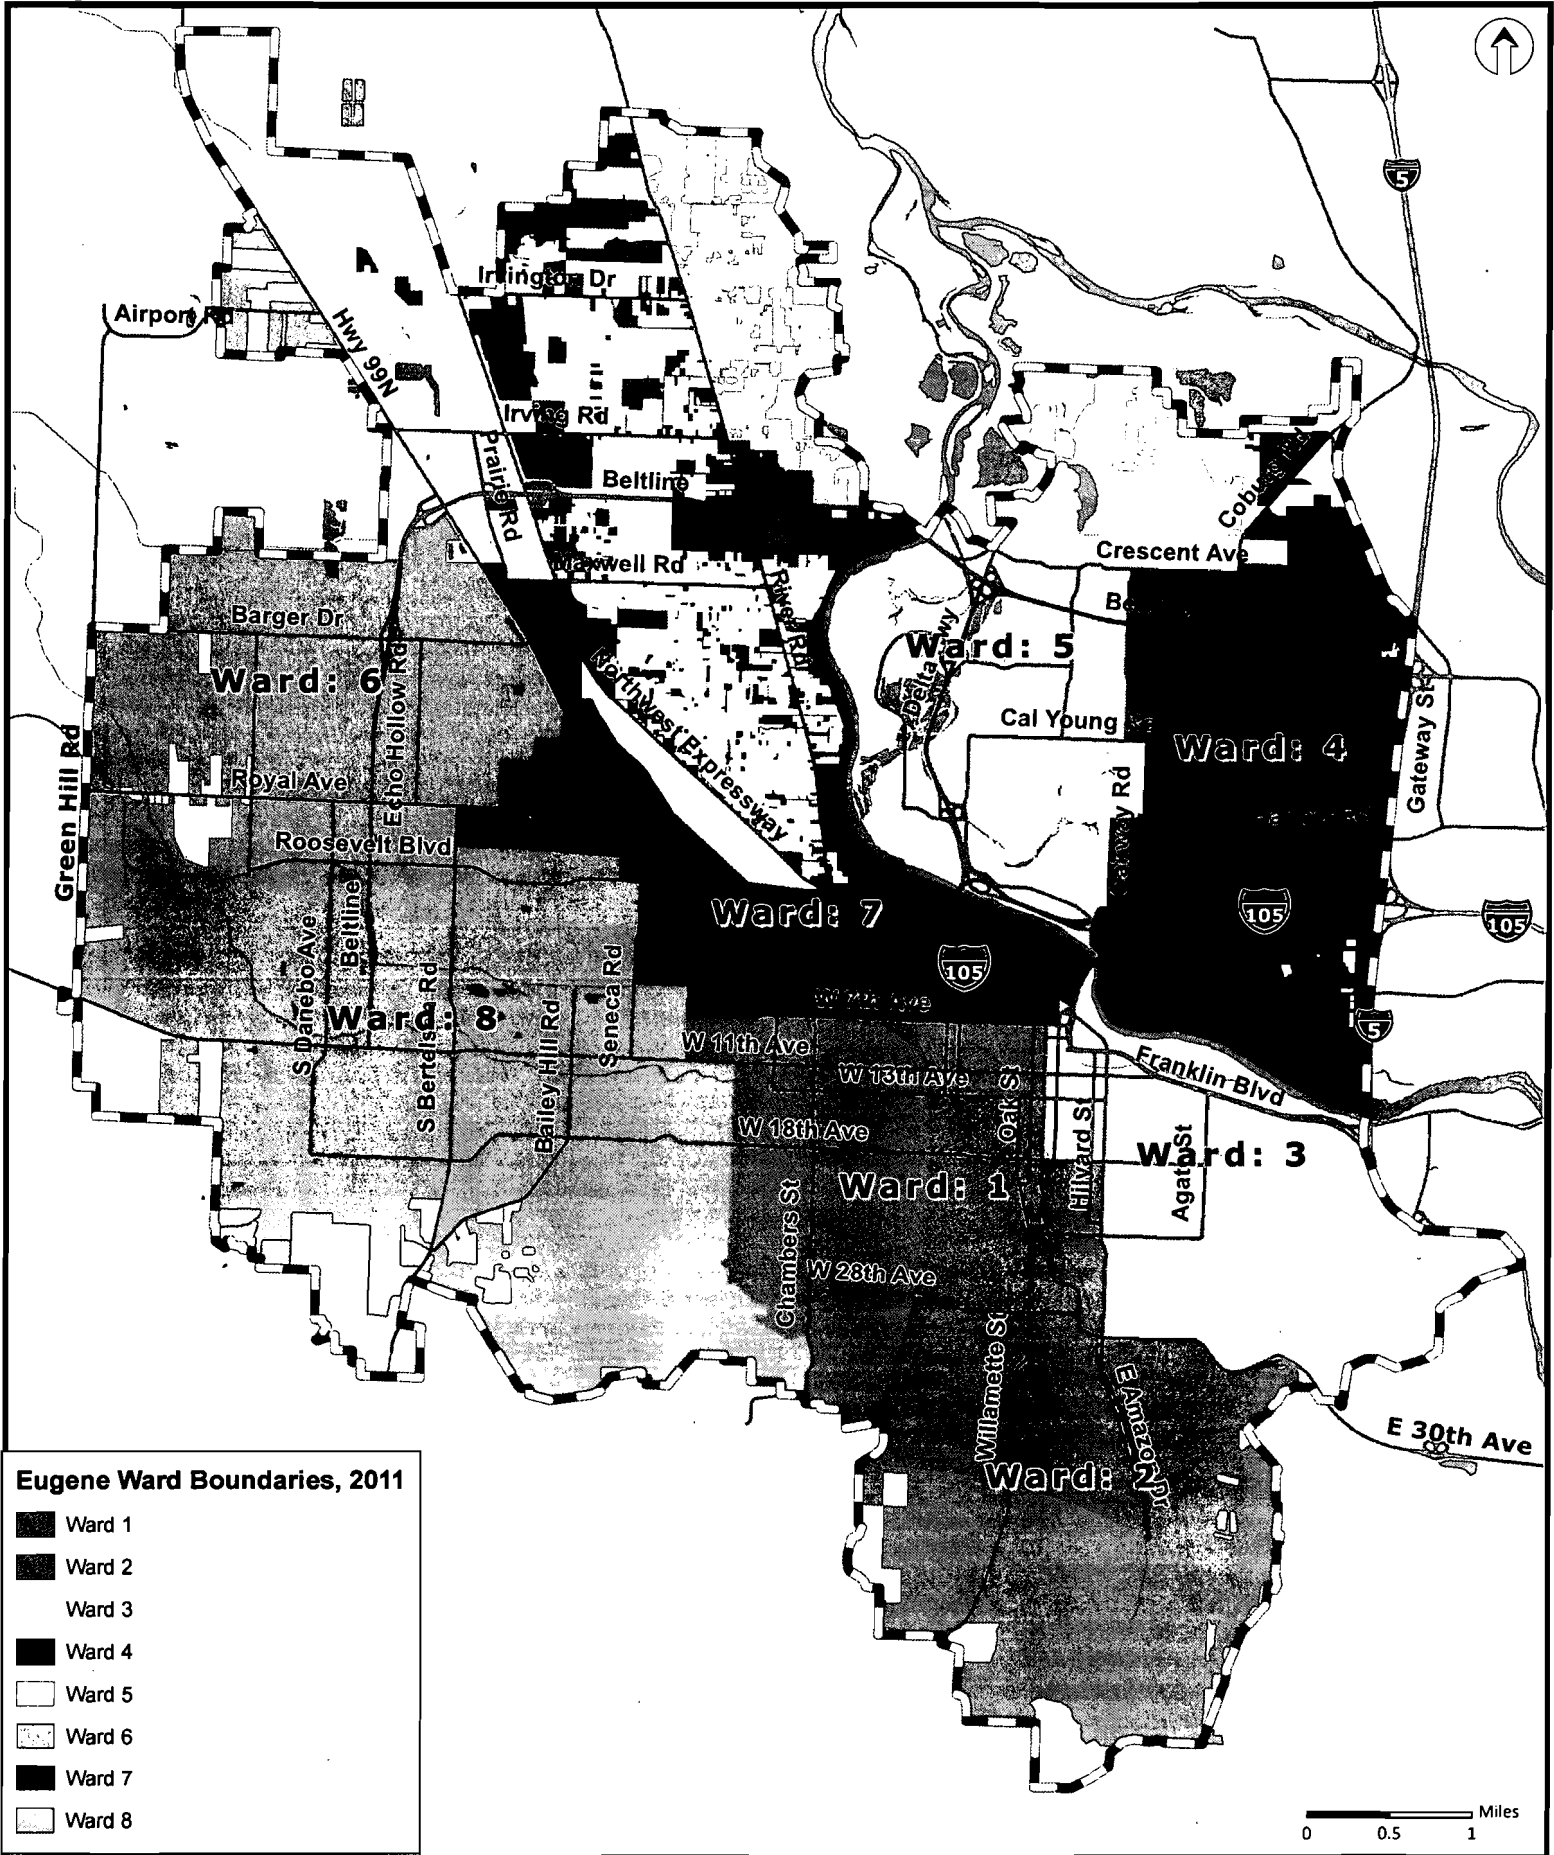 5
Irvington Dr
Airport Rd
Hwy 99N
Irving Rd
Prairie Rd
Beltline
Coburg Rd
Crescent Ave
Maxwell Rd
River Rd
Barger Dr
Ward: 5
Delta Hwy
Ward: 6
Echo Hollow Rd
Northwest Expressway
Cal Young
Ward: 4
Gateway St
Green Hill Rd
Royal Ave
Roosevelt Blvd
Ward: 7
105
105
105
S Danebo Ave
Beltline
S Bertelsen Rd
Bailey Hill Rd
Seneca Rd
Ward: 8
W 7th Ave
5
W 11th Ave
W 13th Ave
Franklin Blvd
Oak St
W 18th Ave
Hilyard St
Agate St
Ward: 3
Ward: 1
Chambers St
W 28th Ave
Willamette St
E Amazon Dr
E 30th Ave
Ward: 2
Eugene Ward Boundaries, 2011
Ward 1
Ward 2
Ward 3
Ward 4
Ward 5
Ward 6
Ward 7
Ward 8
Miles
0 0.5 1